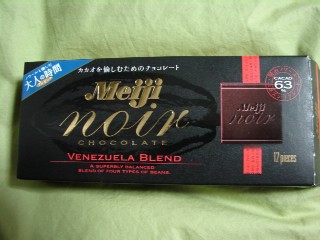 大人の時間
カカオを愉しむためのチョコレート
Meiji
noir
CHOCOLATE
VENEZUELA BLEND
A SUPERBLY BALANCED
BLEND OF FOUR TYPES OF BEANS.
CACAO
63
Meiji
noir
17 pieces